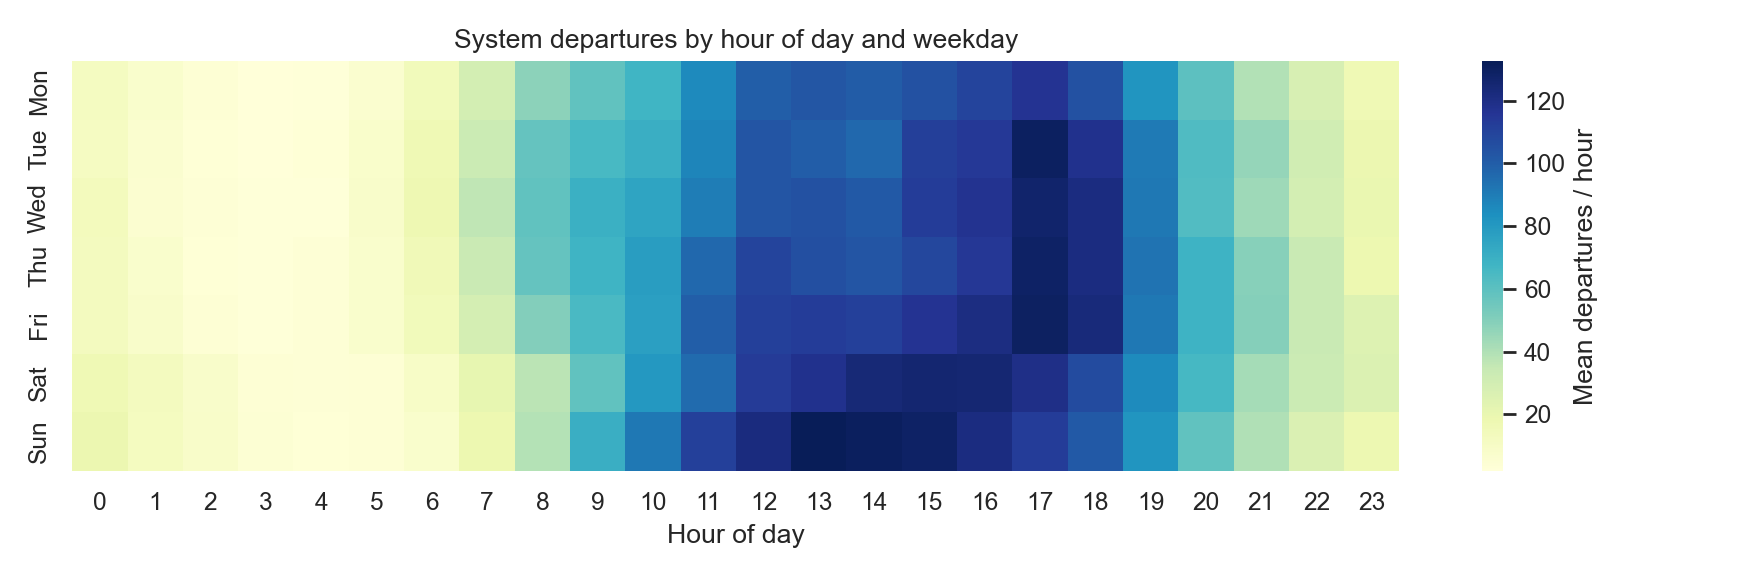 System departures by hour of day and weekday
Mon
Tue
Wed
Thu
Fri
Sat
Sun
0 1 2 3 4 5 6 7 8 9 10 11 12 13 14 15 16 17 18 19 20 21 22 23
Hour of day
120
100
80
60
40
20
Mean departures / hour